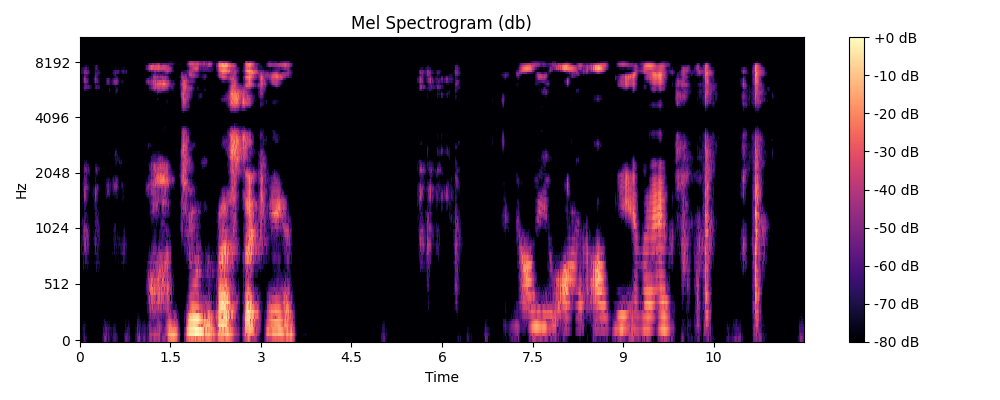 Mel Spectrogram (db)
8192
4096
2048
1024
512
0
Hz
0 1.5 3 4.5 6 7.5 9 10
Time
+0 dB
-10 dB
-20 dB
-30 dB
-40 dB
-50 dB
-60 dB
-70 dB
-80 dB